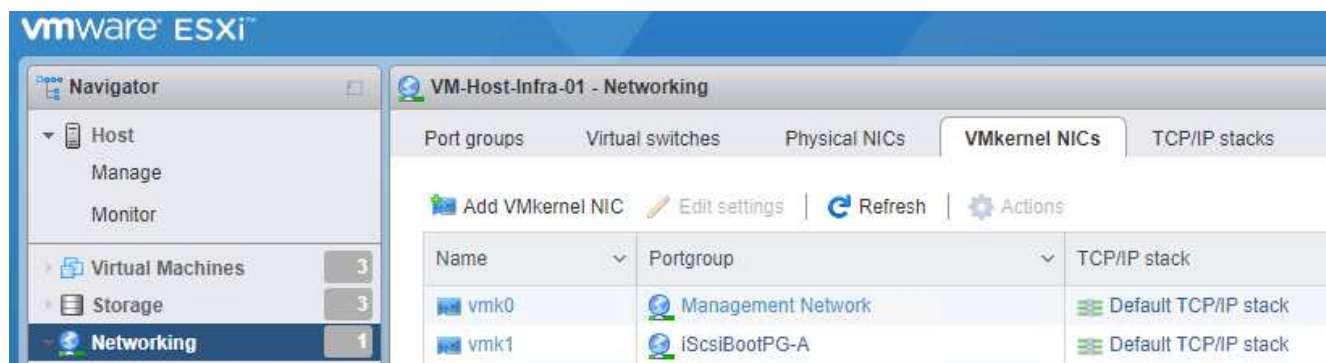 vmware ESXi™
Navigator
Host
Manage
Monitor
Virtual Machines 3
Storage 3
Networking 1
VM-Host-Infra-01 - Networking
Port groups Virtual switches Physical NICs VMkernel NICs TCP/IP stacks
Add VMkernel NIC Edit settings Refresh Actions
Name Portgroup TCP/IP stack
vmk0 Management Network Default TCP/IP stack
vmk1 iScsiBootPG-A Default TCP/IP stack